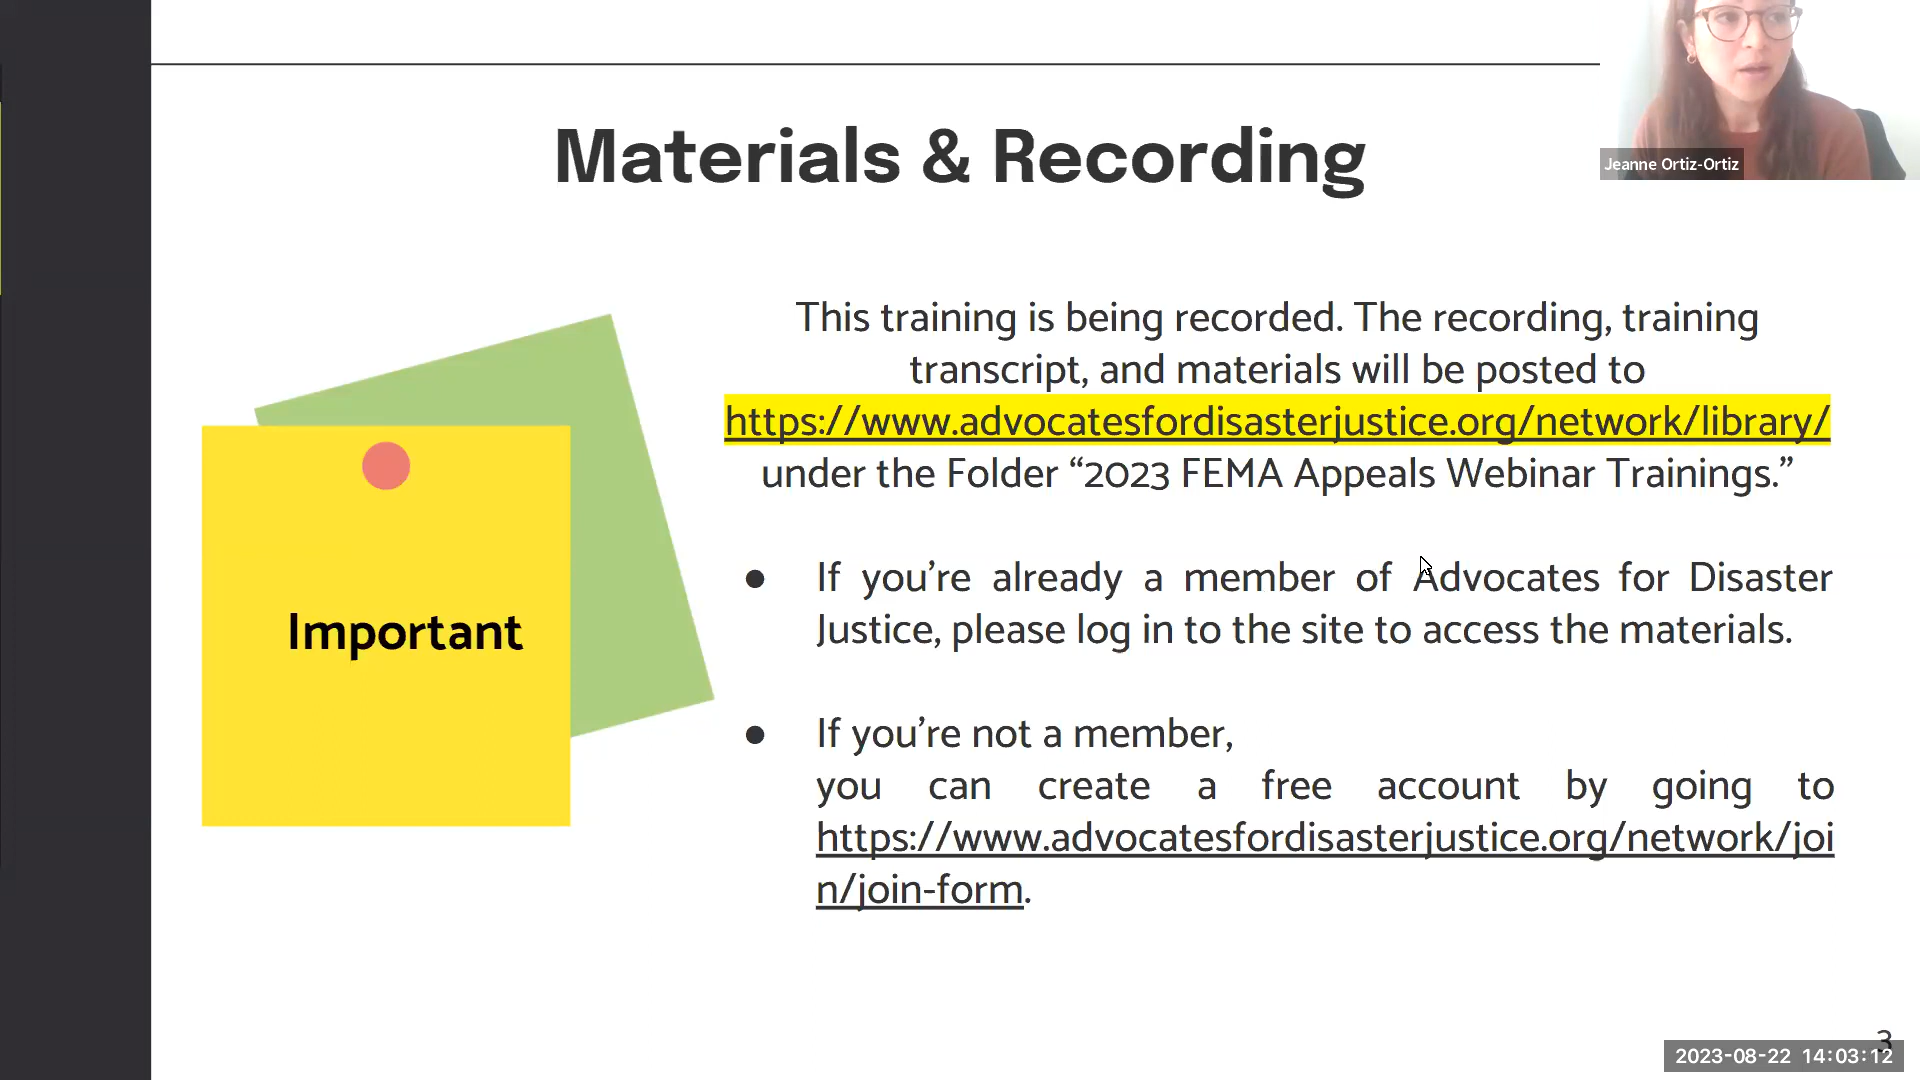 Materials & Recording
Jeanne Ortiz-Ortiz
This training is being recorded. The recording, training
transcript, and materials will be posted to
https://www.advocatesfordisasterjustice.org/network/library/
under the Folder “2023 FEMA Appeals Webinar Trainings.”
Important
● If you’re already a member of Advocates for Disaster
Justice, please log in to the site to access the materials.
● If you’re not a member,
you can create a free account by going to
https://www.advocatesfordisasterjustice.org/network/joi
n/join-form.
3
2023-08-22 14:03:12